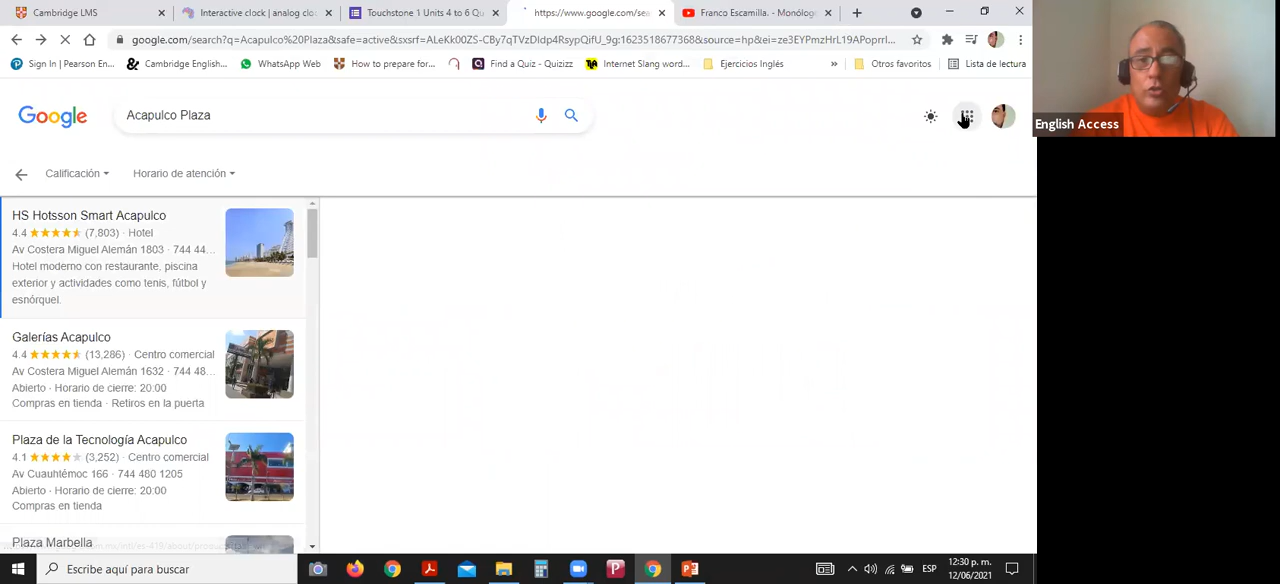 Cambridge LMS
Interactive clock | analog clo
Touchstone 1 Units 4 to 6 Qu
https://www.google.com/sea
Franco Escamilla. - Monólog
google.com/search?q=Acapulco%20Plaza&safe=active&sxsrf=ALeKk00ZS-CBy7qTVzDIdp4RsypQifU_9g:1623518677368&source=hp&ei=ze3EYPmzHrL19APoprrI...
Sign In | Pearson En...
Cambridge English...
WhatsApp Web
How to prepare for...
Find a Quiz - Quizizz
Internet Slang word...
Ejercicios Inglés
»
Otros favoritos
Lista de lectura
Google
Acapulco Plaza
English Access
Calificación
Horario de atención
HS Hotsson Smart Acapulco
4.4 (7,803) · Hotel
Av Costera Miguel Alemán 1803 · 744 44...
Hotel moderno con restaurante, piscina
exterior y actividades como tenis, fútbol y
esnórquel.
Galerías Acapulco
4.4 (13,286) · Centro comercial
Av Costera Miguel Alemán 1632 · 744 48...
Abierto · Horario de cierre: 20:00
Compras en tienda · Retiros en la puerta
Plaza de la Tecnología Acapulco
4.1 (3,252) · Centro comercial
Av Cuauhtémoc 166 · 744 480 1205
Abierto · Horario de cierre: 20:00
Compras en tienda
Plaza Marbella
Escribe aquí para buscar
ESP
12:30 p. m.
12/06/2021